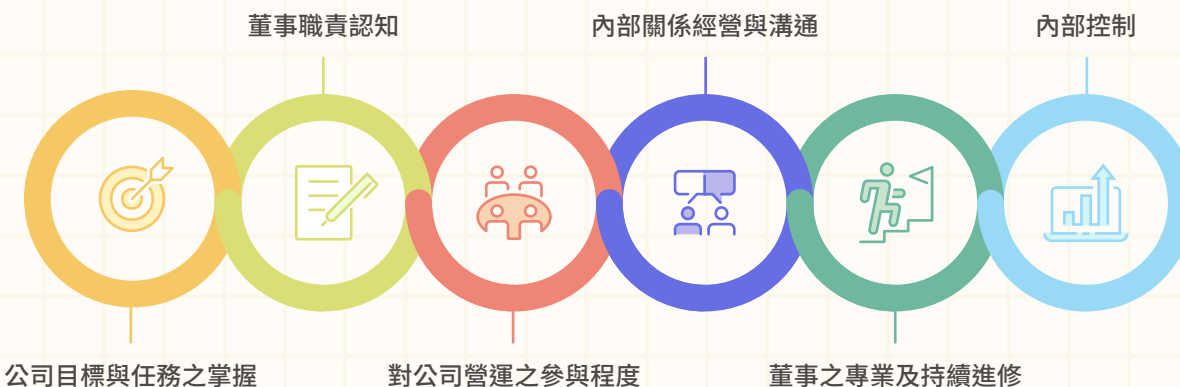 董事職責認知
內部關係經營與溝通
內部控制
公司目標與任務之掌握
對公司營運之參與程度
董事之專業及持續進修